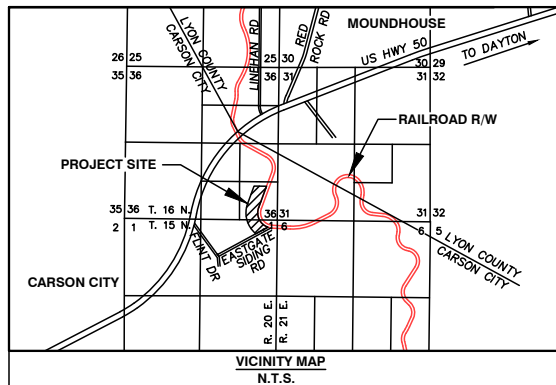 MOUNDHOUSE
LYON COUNTY
CARSON CITY
LINEHAN RD
RED
ROCK RD
US HWY 50
TO DAYTON
26 25
35 36
25 30
36 31
30 29
31 32
RAILROAD R/W
PROJECT SITE
35 36 T. 16 N.
2 1 T. 15 N.
36 31
1 6
31 32
6 5
FLINT DR
EASTGATE
SIDING
RD
LYON COUNTY
CARSON CITY
CARSON CITY
R. 20 E.
R. 21 E.
VICINITY MAP
N.T.S.